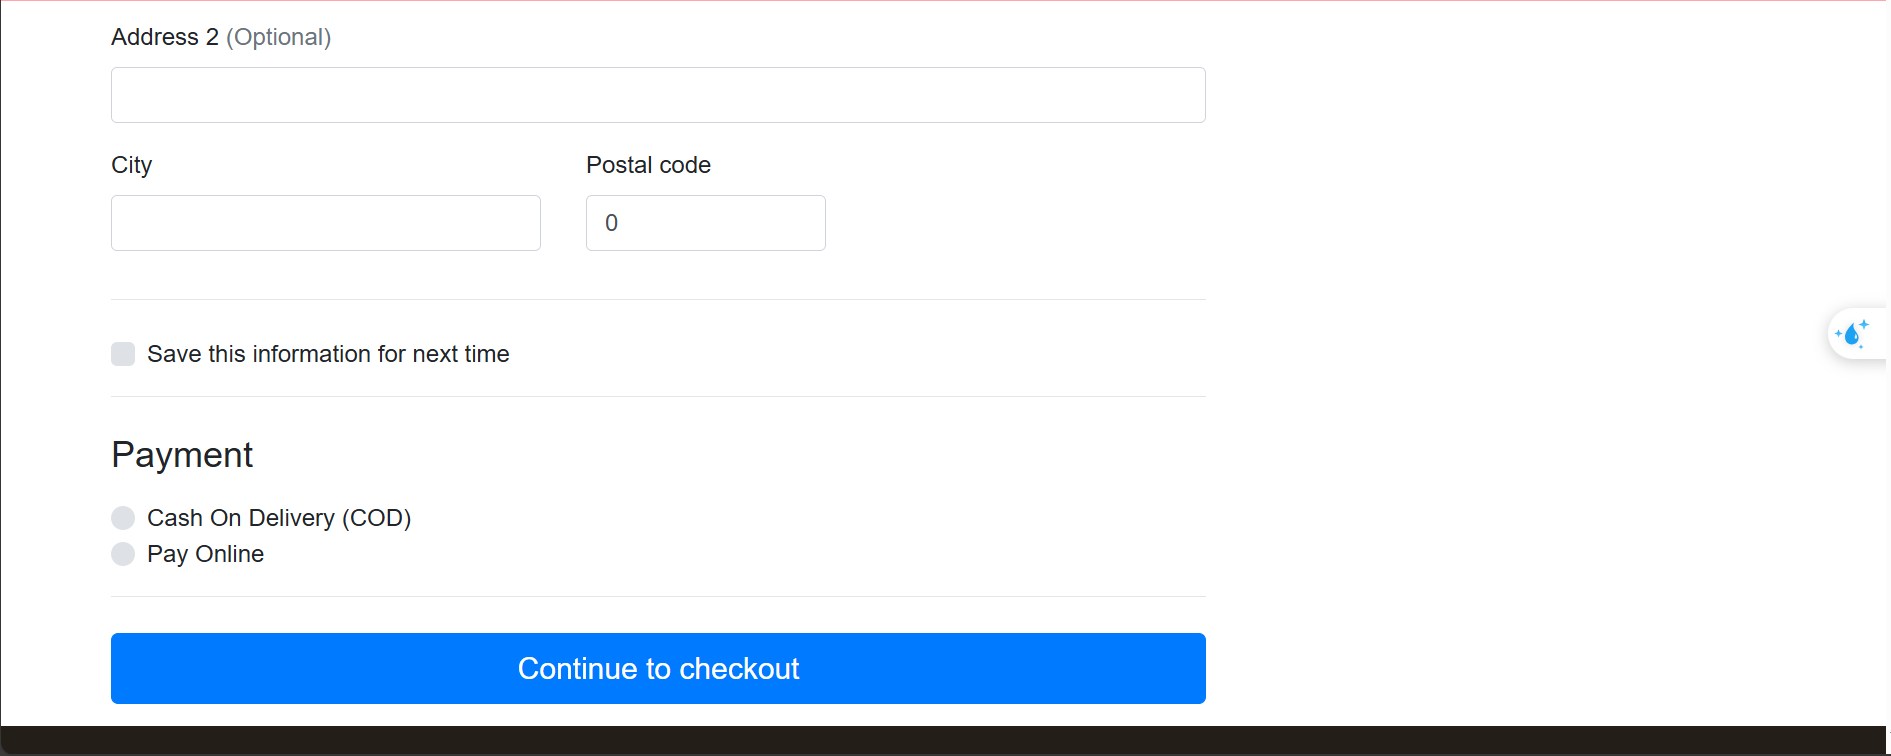 Address 2 (Optional)
City
Postal code
0
Save this information for next time
Payment
Cash On Delivery (COD)
Pay Online
Continue to checkout